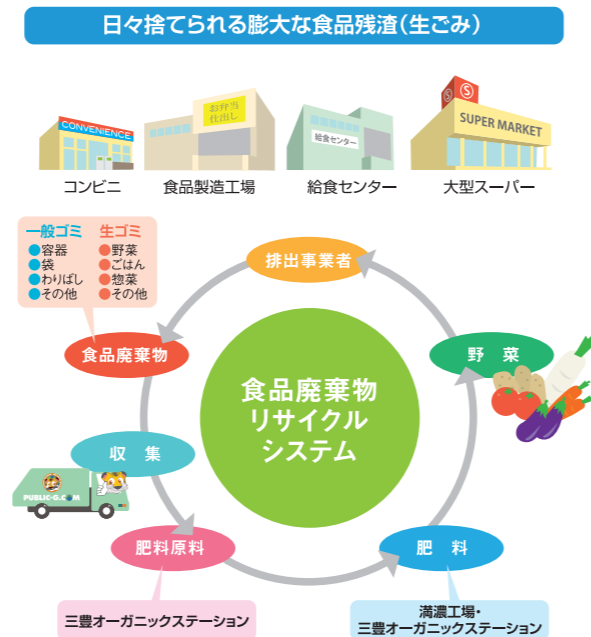 日々捨てられる膨大な食品残渣(生ごみ)
CONVENIENCE
お弁当
仕出し
給食センター
S
S
SUPER MARKET
コンビニ
食品製造工場
給食センター
大型スーパー
一般ゴミ
●容器
●袋
●わりばし
●その他
生ゴミ
●野菜
●ごはん
●惣菜
●その他
排出事業者
食品廃棄物
野菜
食品廃棄物
リサイクル
システム
収集
PUBLIC-G.COM
肥料原料
肥料
三豊オーガニックステーション
満濃工場・
三豊オーガニックステーション